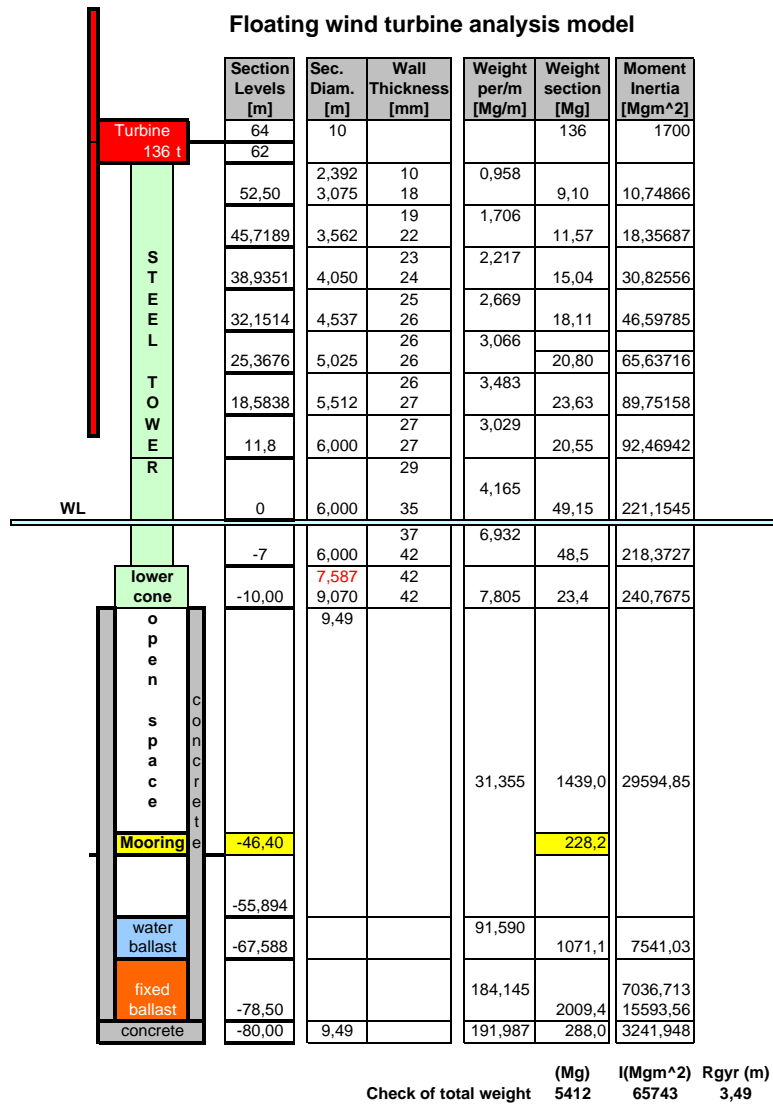 Floating wind turbine analysis model
Section Sec. Wall Weight Weight Moment
Levels Diam. Thickness per/m section Inertia
[m] [m] [mm] [Mg/m] [Mg] [Mgm^2]
Turbine 64 10 136 1700
136 t 62
2,392 10 0,958
52,50 3,075 18 9,10 10,74866
19 1,706
45,7189 3,562 22 11,57 18,35687
S 23 2,217
T 38,9351 4,050 24 15,04 30,82556
E 25 2,669
E 32,1514 4,537 26 18,11 46,59785
L 26 3,066
25,3676 5,025 26 20,80 65,63716
T 26 3,483
O 18,5838 5,512 27 23,63 89,75158
W 27 3,029
E 11,8 6,000 27 20,55 92,46942
R 29
4,165
WL 0 6,000 35 49,15 221,1545
37 6,932
-7 6,000 42 48,5 218,3727
lower 7,587 42
cone -10,00 9,070 42 7,805 23,4 240,7675
o 9,49
p
e
n
c
s o
p n
a c
c r 31,355 1439,0 29594,85
e e
t
Mooring e -46,40 228,2
-55,894
water 91,590
ballast -67,588 1071,1 7541,03
fixed 184,145 7036,713
ballast -78,50 2009,4 15593,56
concrete -80,00 9,49 191,987 288,0 3241,948
(Mg) I(Mgm^2) Rgyr (m)
Check of total weight 5412 65743 3,49